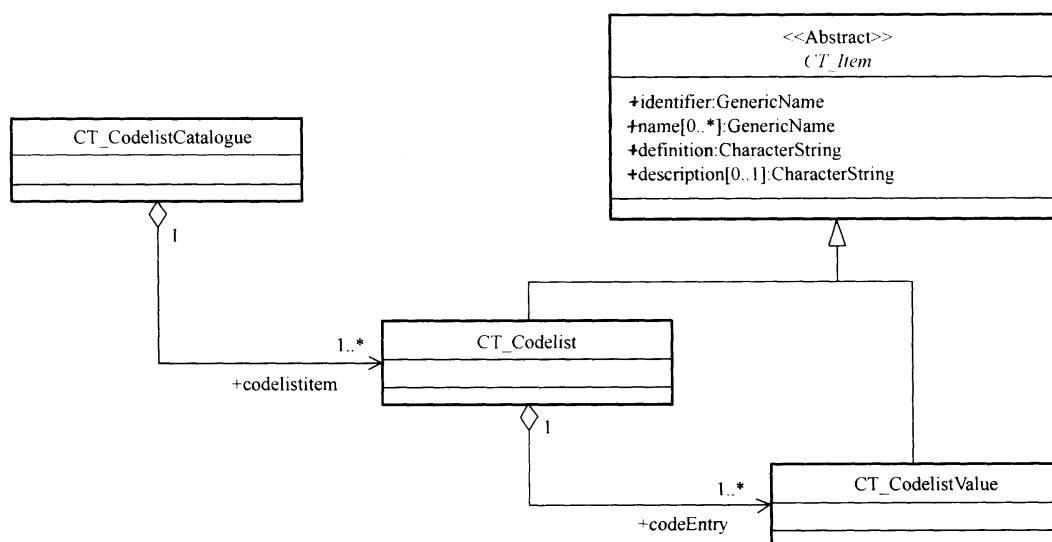 <<Abstract>>
CT_Item
+identifier:GenericName
+name[0..*]:GenericName
+definition:CharacterString
+description[0..1]:CharacterString
CT_CodelistCatalogue
1
1..*
+codelistitem
CT_Codelist
1
1..*
+codeEntry
CT_CodelistValue